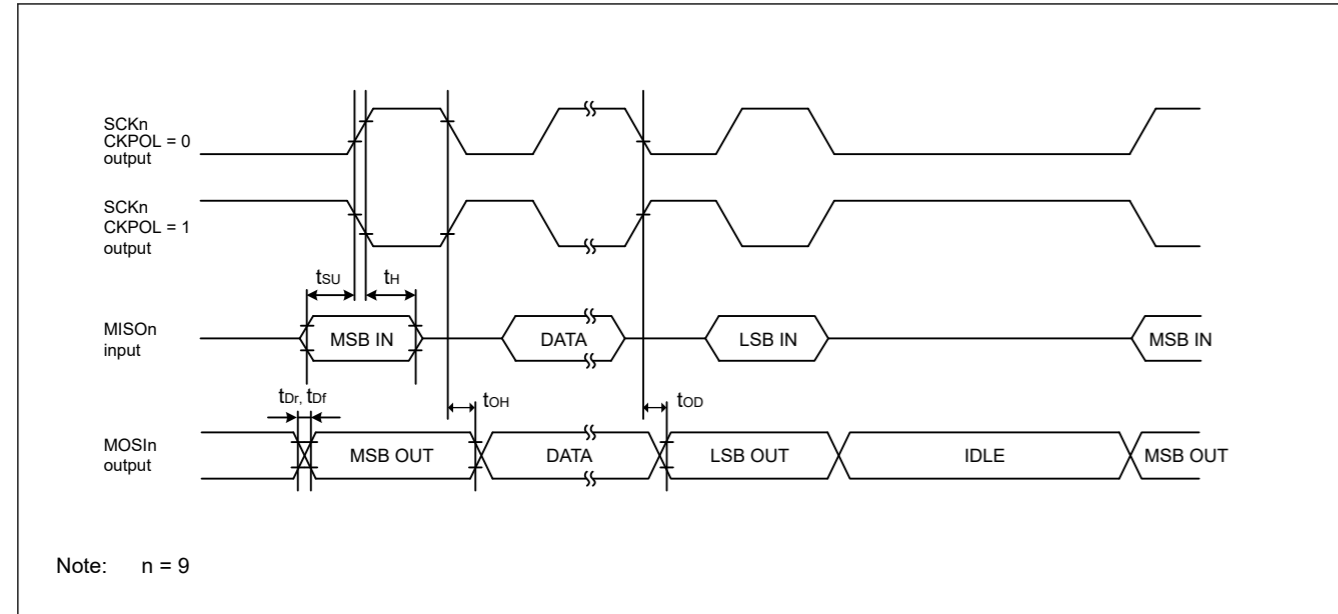 SCKn
CKPOL = 0
output
SCKn
CKPOL = 1
output
tSU
tH
MISOn
input
MSB IN
DATA
LSB IN
MSB IN
tDr, tDf
tOH
tOD
MOSIn
output
MSB OUT
DATA
LSB OUT
IDLE
MSB OUT
Note: n = 9